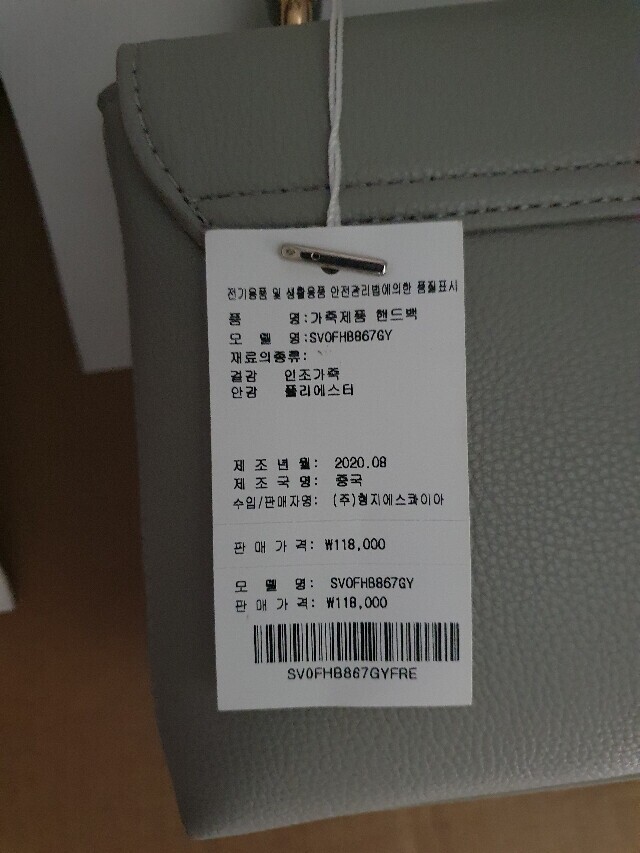 전기용품 및 생활용품 안전관리법에의한 품질표시
품 명:가죽제품 핸드백
모 델 명:SV0FHB867GY
재료의종류:
겉감 인조가죽
안감 폴리에스터
제 조 년 월: 2020.08
제 조 국 명: 중국
수입/판매자명: (주)형지에스콰이아
판 매 가 격: ₩118,000
모 델 명: SV0FHB867GY
판 매 가 격: ₩118,000
SV0FHB867GYFRE